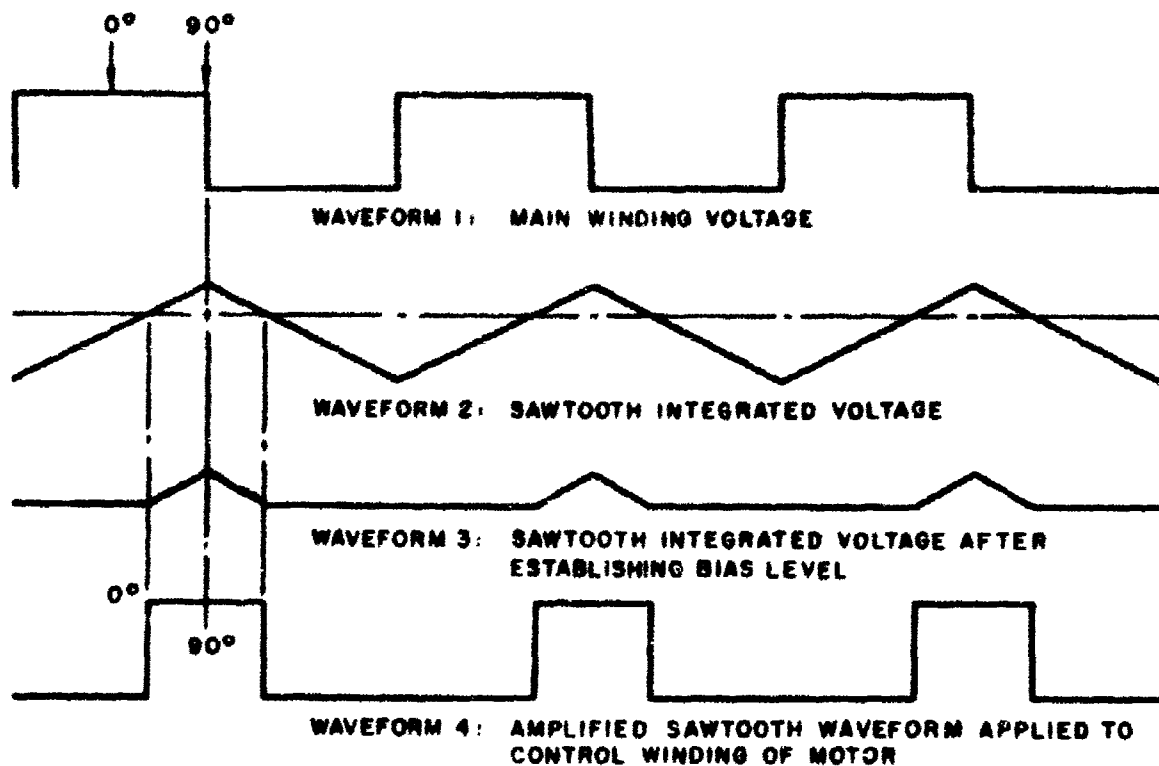 0° 90°
WAVEFORM 1: MAIN WINDING VOLTAGE
WAVEFORM 2: SAWTOOTH INTEGRATED VOLTAGE
WAVEFORM 3: SAWTOOTH INTEGRATED VOLTAGE AFTER
ESTABLISHING BIAS LEVEL
0°
90°
WAVEFORM 4: AMPLIFIED SAWTOOTH WAVEFORM APPLIED TO
CONTROL WINDING OF MOTOR